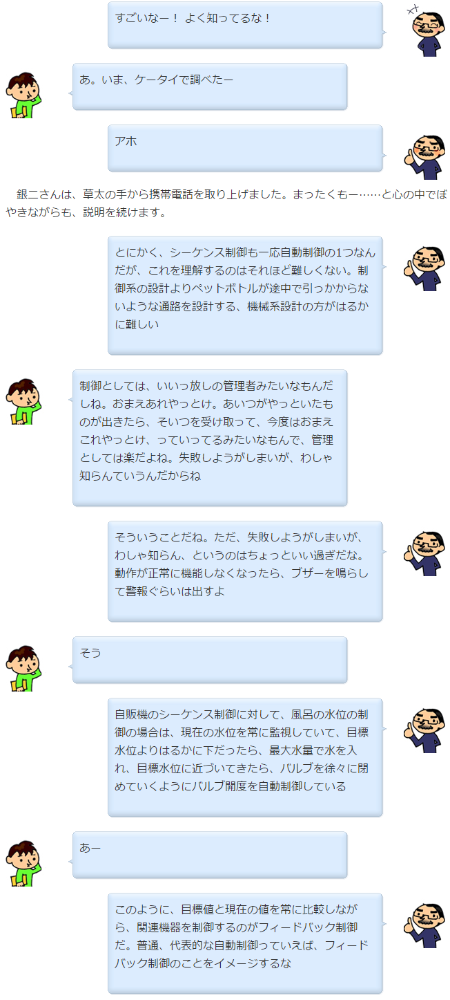 すごいなー！ よく知ってるな！
あ。いま、ケータイで調べたー
アホ
　銀二さんは、草太の手から携帯電話を取り上げました。まったくもー……と心の中でぼ
やきながらも、説明を続けます。
とにかく、シーケンス制御も一応自動制御の1つなん
だが、これを理解するのはそれほど難しくない。制
御系の設計よりペットボトルが途中で引っかからな
いような通路を設計する、機械系設計の方がはるか
に難しい
制御としては、いいっ放しの管理者みたいなもんだ
しね。おまえあれやっとけ。あいつがやっといたも
のが出きたら、そいつを受け取って、今度はおまえ
これやっとけ、っていってるみたいなもんで、管理
としては楽だよね。失敗しようがしまいが、わしゃ
知らんていうんだからね
そういうことだね。ただ、失敗しようがしまいが、
わしゃ知らん、というのはちょっといい過ぎだな。
動作が正常に機能しなくなったら、ブザーを鳴らし
て警報ぐらいは出すよ
そう
自販機のシーケンス制御に対して、風呂の水位の制
御の場合は、現在の水位を常に監視していて、目標
水位よりはるかに下だったら、最大水量で水を入
れ、目標水位に近づいてきたら、バルブを徐々に閉
めていくようにバルブ開度を自動制御している
あー
このように、目標値と現在の値を常に比較しなが
ら、関連機器を制御するのがフィードバック制御
だ。普通、代表的な自動制御っていえば、フィード
バック制御のことをイメージするな